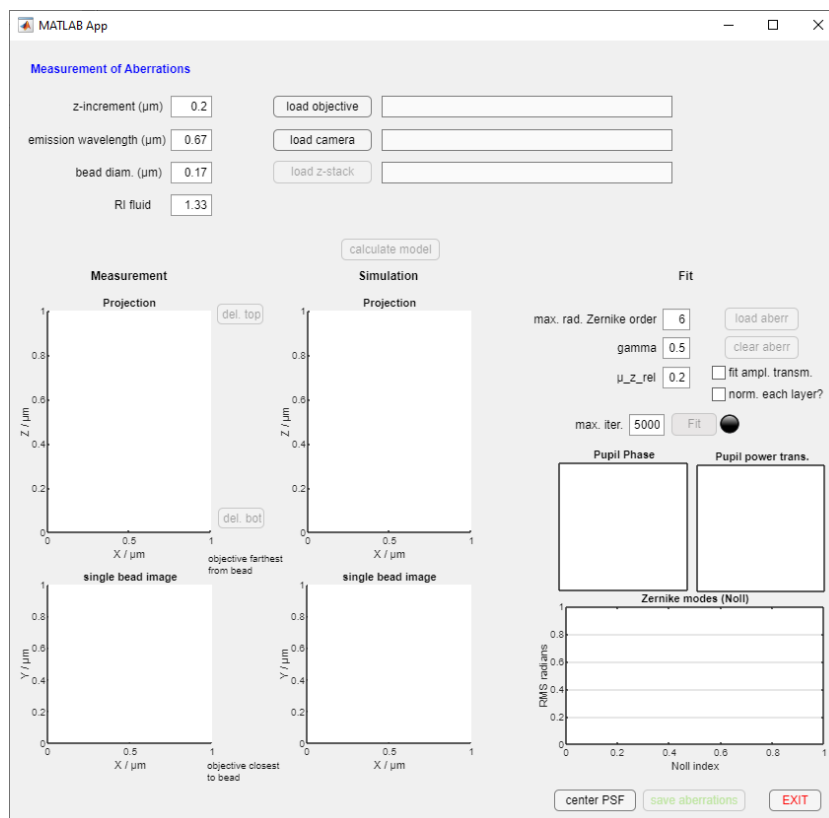 MATLAB App
Measurement of Aberrations
z-increment (µm) 0.2 load objective
emission wavelength (µm) 0.67 load camera
bead diam. (µm) 0.17 load z-stack
RI fluid 1.33
calculate model
Measurement
Projection
del. top
1
0.8
0.6
0.4
0.2
0
Z / µm
0 0.5 1
X / µm
del. bot
objective farthest
from bead
single bead image
1
0.8
0.6
0.4
0.2
0
Y / µm
0 0.5 1
X / µm
objective closest
to bead
Simulation
Projection
1
0.8
0.6
0.4
0.2
0
Z / µm
0 0.5 1
X / µm
single bead image
1
0.8
0.6
0.4
0.2
0
Y / µm
0 0.5 1
X / µm
Fit
max. rad. Zernike order 6 load aberr
gamma 0.5 clear aberr
µ_z_rel 0.2 fit ampl. transm.
norm. each layer?
max. iter. 5000 Fit
Pupil Phase
Pupil power trans.
Zernike modes (Noll)
1
0.8
0.6
0.4
0.2
0
RMS radians
0 0.2 0.4 0.6 0.8 1
Noll index
center PSF save aberrations EXIT